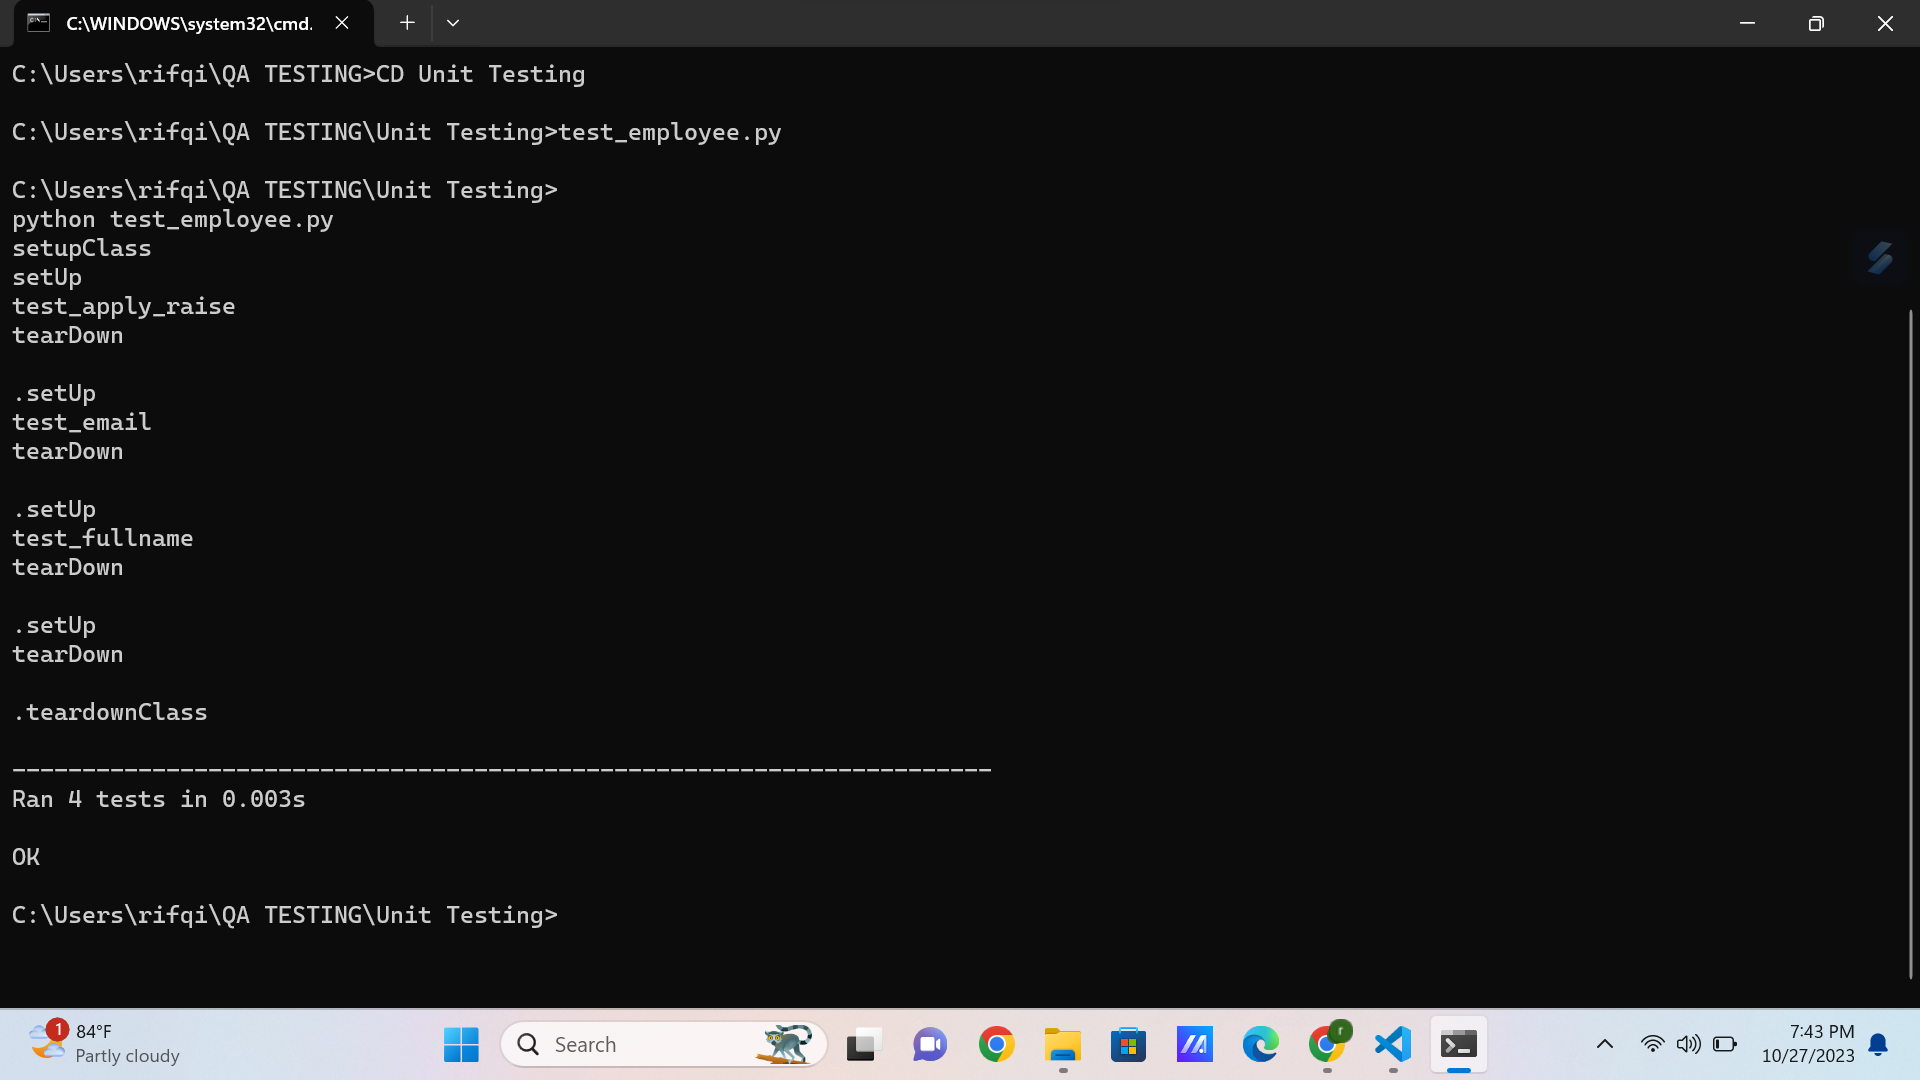 C:\WINDOWS\system32\cmd.
C:\Users\rifqi\QA TESTING>CD Unit Testing
C:\Users\rifqi\QA TESTING\Unit Testing>test_employee.py
C:\Users\rifqi\QA TESTING\Unit Testing>
python test_employee.py
setupClass
setUp
test_apply_raise
tearDown
.setUp
test_email
tearDown
.setUp
test_fullname
tearDown
.setUp
tearDown
.teardownClass
----------------------------------------------------------------------
Ran 4 tests in 0.003s
OK
C:\Users\rifqi\QA TESTING\Unit Testing>
1
84°F
Partly cloudy
Search
r
7:43 PM
10/27/2023